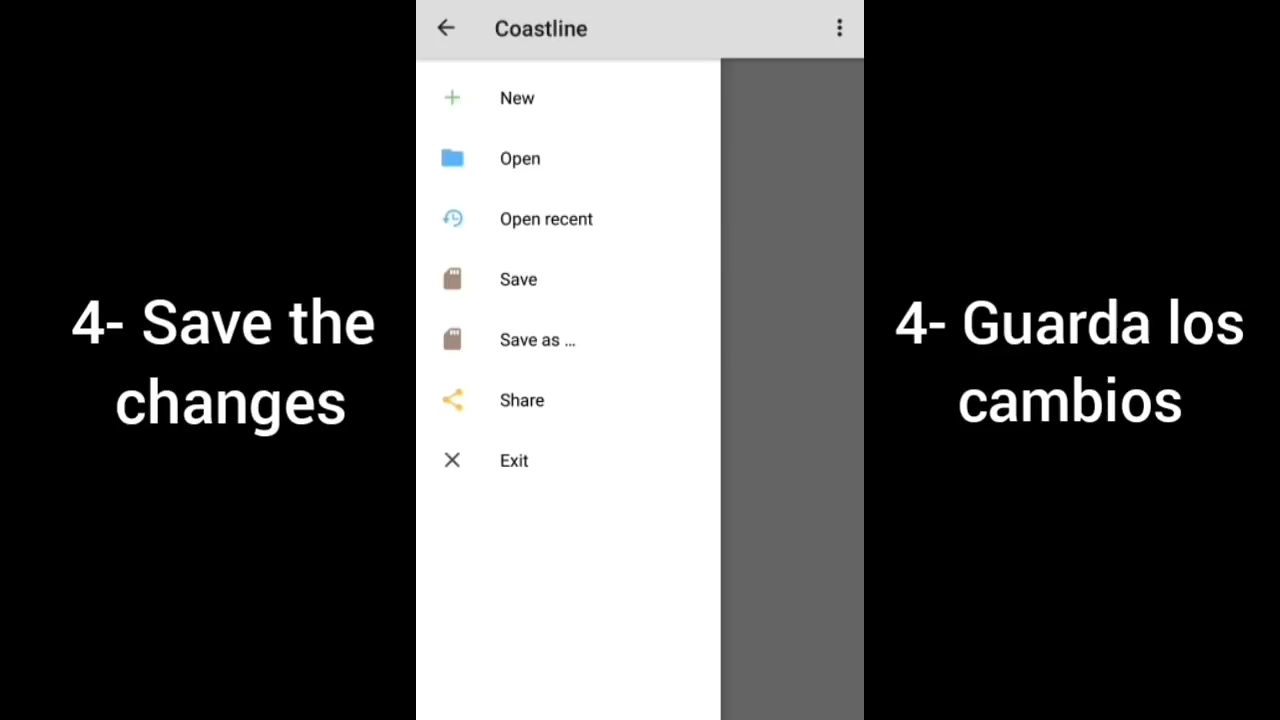 4- Save the
changes
Coastline
New
Open
Open recent
Save
Save as ...
Share
Exit
4- Guarda los
cambios